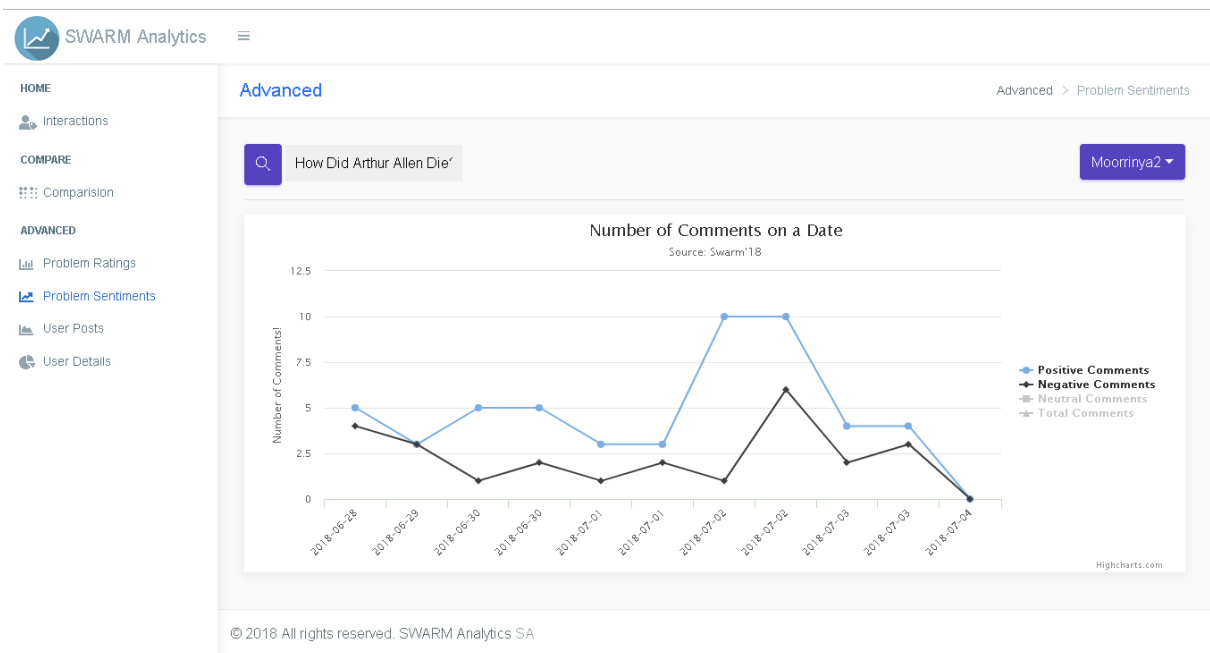 SWARM Analytics
HOME
Interactions
COMPARE
Comparision
ADVANCED
Problem Ratings
Problem Sentiments
User Posts
User Details
Advanced
Advanced > Problem Sentiments
How Did Arthur Allen Die?
Moorrinya2
Number of Comments on a Date
Source: Swarm'18
Number of Comments!
12.5
10
7.5
5
2.5
0
2018-06-28
2018-06-29
2018-06-30
2018-06-30
2018-07-01
2018-07-01
2018-07-02
2018-07-02
2018-07-03
2018-07-03
2018-07-04
Positive Comments
Negative Comments
Neutral Comments
Total Comments
Highcharts.com
© 2018 All rights reserved. SWARM Analytics SA